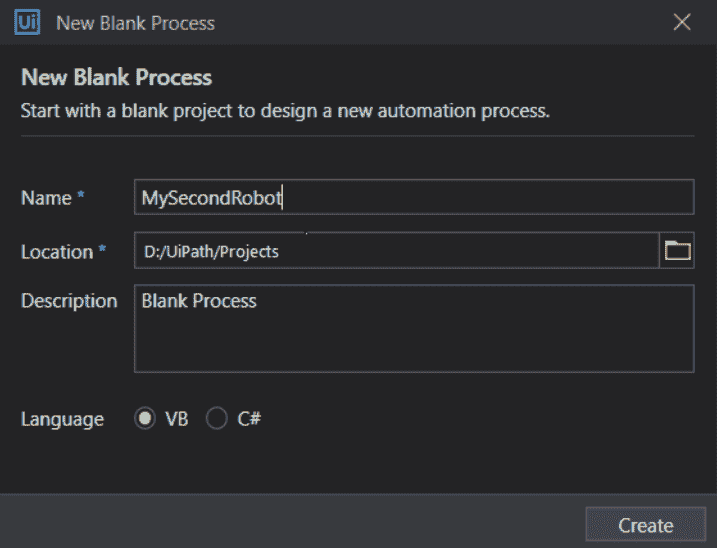 Ui New Blank Process
New Blank Process
Start with a blank project to design a new automation process.
Name * MySecondRobot
Location * D:/UiPath/Projects
Description Blank Process
Language VB C#
Create